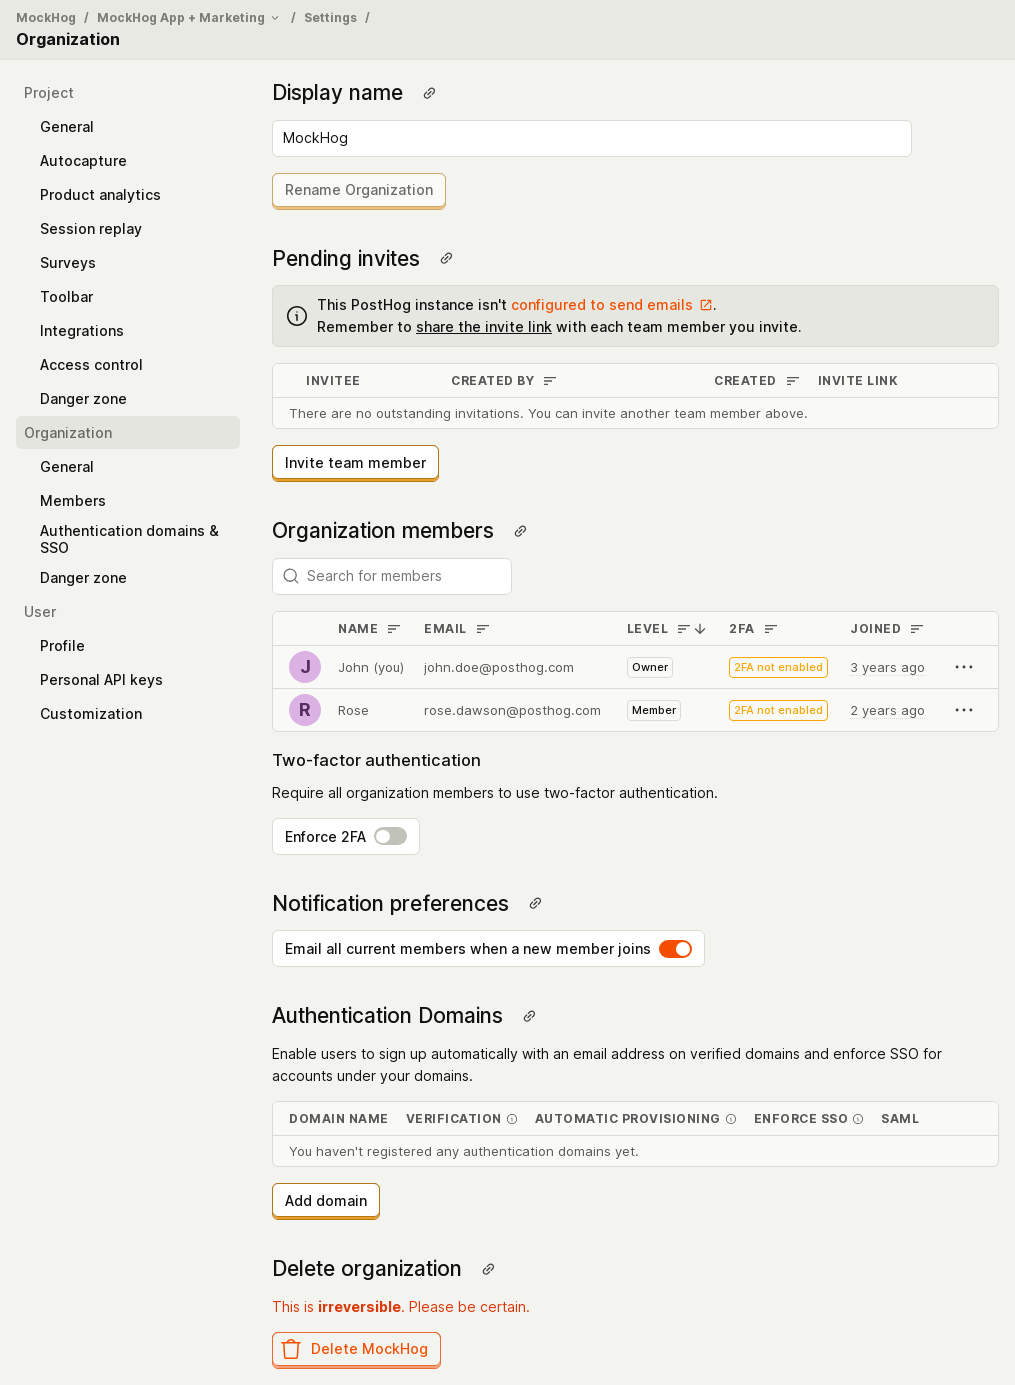 MockHog / MockHog App + Marketing / Settings /
Organization
Project
General
Autocapture
Product analytics
Session replay
Surveys
Toolbar
Integrations
Access control
Danger zone
Organization
General
Members
Authentication domains &
SSO
Danger zone
User
Profile
Personal API keys
Customization
Display name
MockHog
Rename Organization
Pending invites
This PostHog instance isn't configured to send emails .
Remember to share the invite link with each team member you invite.
INVITEE CREATED BY CREATED INVITE LINK
There are no outstanding invitations. You can invite another team member above.
Invite team member
Organization members
Search for members
NAME EMAIL LEVEL 2FA JOINED
J John (you) john.doe@posthog.com Owner 2FA not enabled 3 years ago
R Rose rose.dawson@posthog.com Member 2FA not enabled 2 years ago
Two-factor authentication
Require all organization members to use two-factor authentication.
Enforce 2FA
Notification preferences
Email all current members when a new member joins
Authentication Domains
Enable users to sign up automatically with an email address on verified domains and enforce SSO for
accounts under your domains.
DOMAIN NAME VERIFICATION AUTOMATIC PROVISIONING ENFORCE SSO SAML
You haven't registered any authentication domains yet.
Add domain
Delete organization
This is irreversible. Please be certain.
Delete MockHog